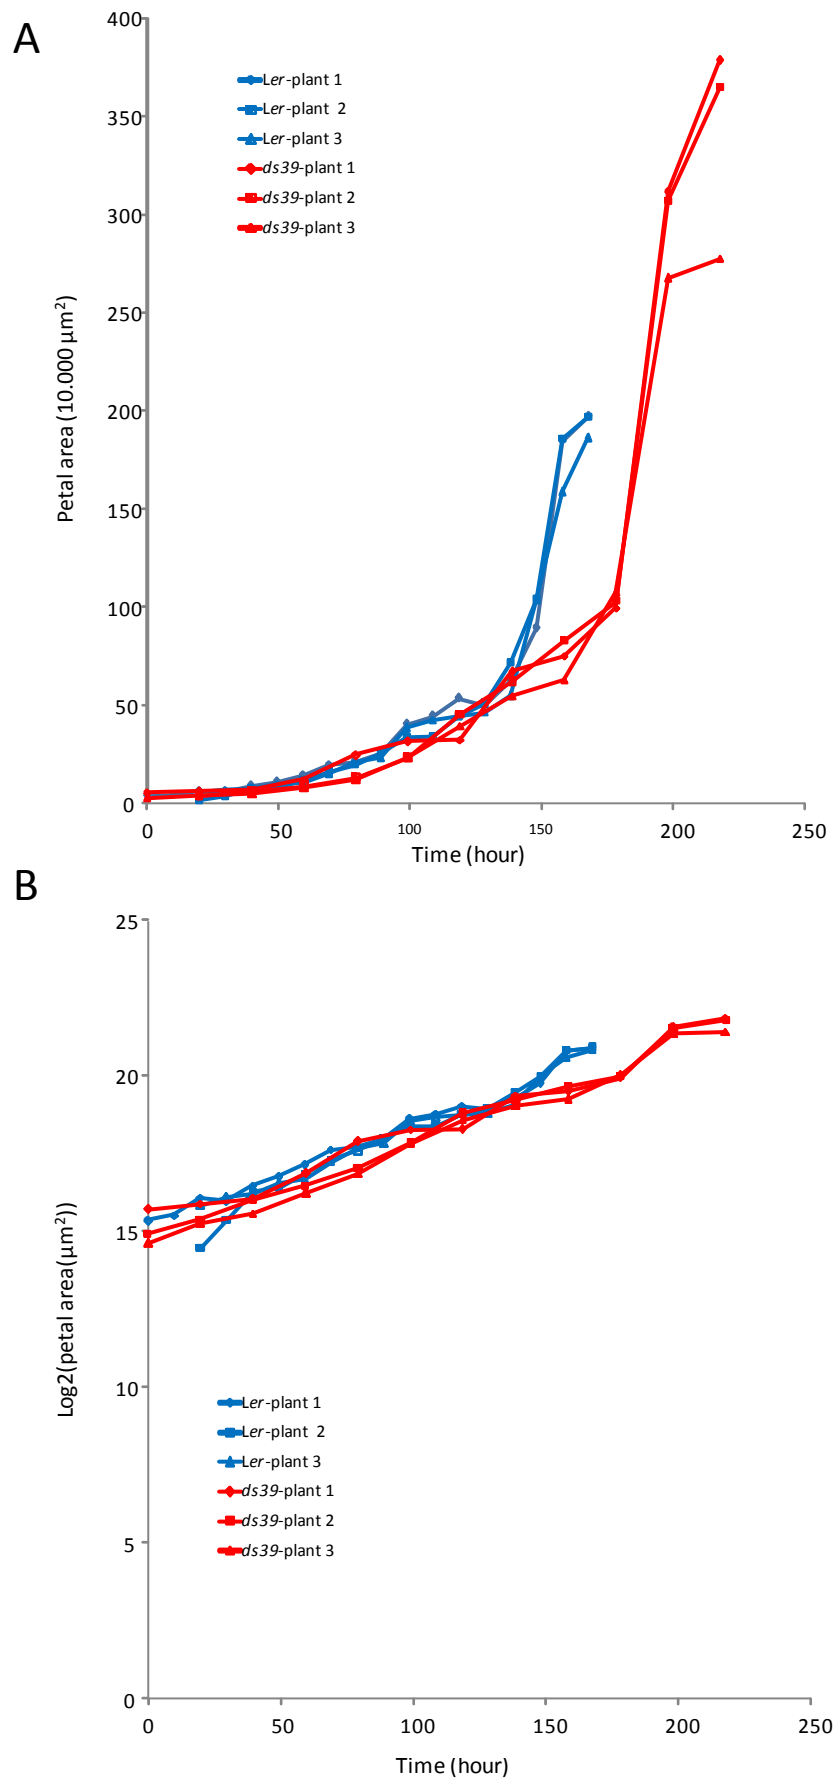 A
400
350
300
250
200
150
100
50
0
Petal area (10.000 µm²)
Ler-plant 1
Ler-plant 2
Ler-plant 3
ds39-plant 1
ds39-plant 2
ds39-plant 3
0 50 100 150 200 250
Time (hour)
B
25
20
15
10
5
0
Log2(petal area(µm²))
Ler-plant 1
Ler-plant 2
Ler-plant 3
ds39-plant 1
ds39-plant 2
ds39-plant 3
0 50 100 150 200 250
Time (hour)